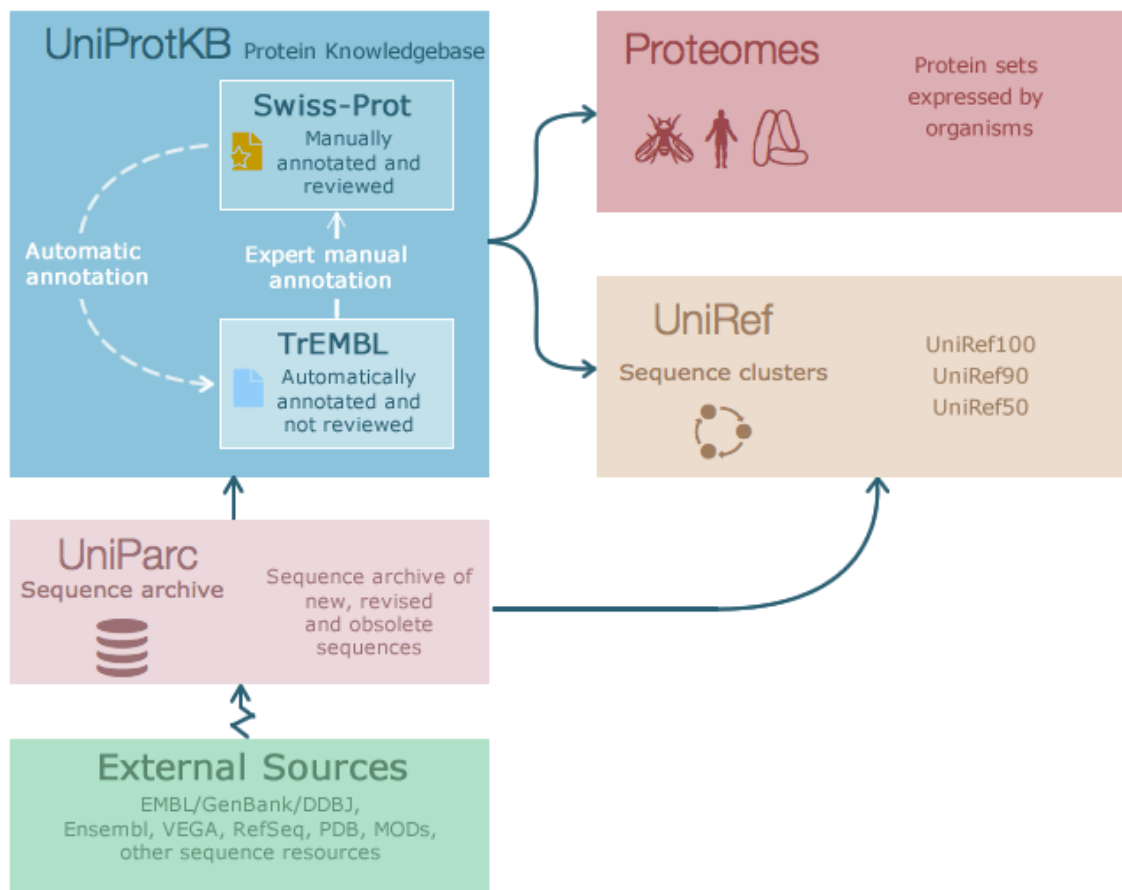 UniProtKB Protein Knowledgebase
Swiss-Prot
Manually
annotated and
reviewed
Automatic
annotation
Expert manual
annotation
TrEMBL
Automatically
annotated and
not reviewed
Proteomes
Protein sets
expressed by
organisms
UniRef
Sequence clusters
UniRef100
UniRef90
UniRef50
UniParc
Sequence archive
Sequence archive of
new, revised
and obsolete
sequences
External Sources
EMBL/GenBank/DDBJ,
Ensembl, VEGA, RefSeq, PDB, MODs,
other sequence resources